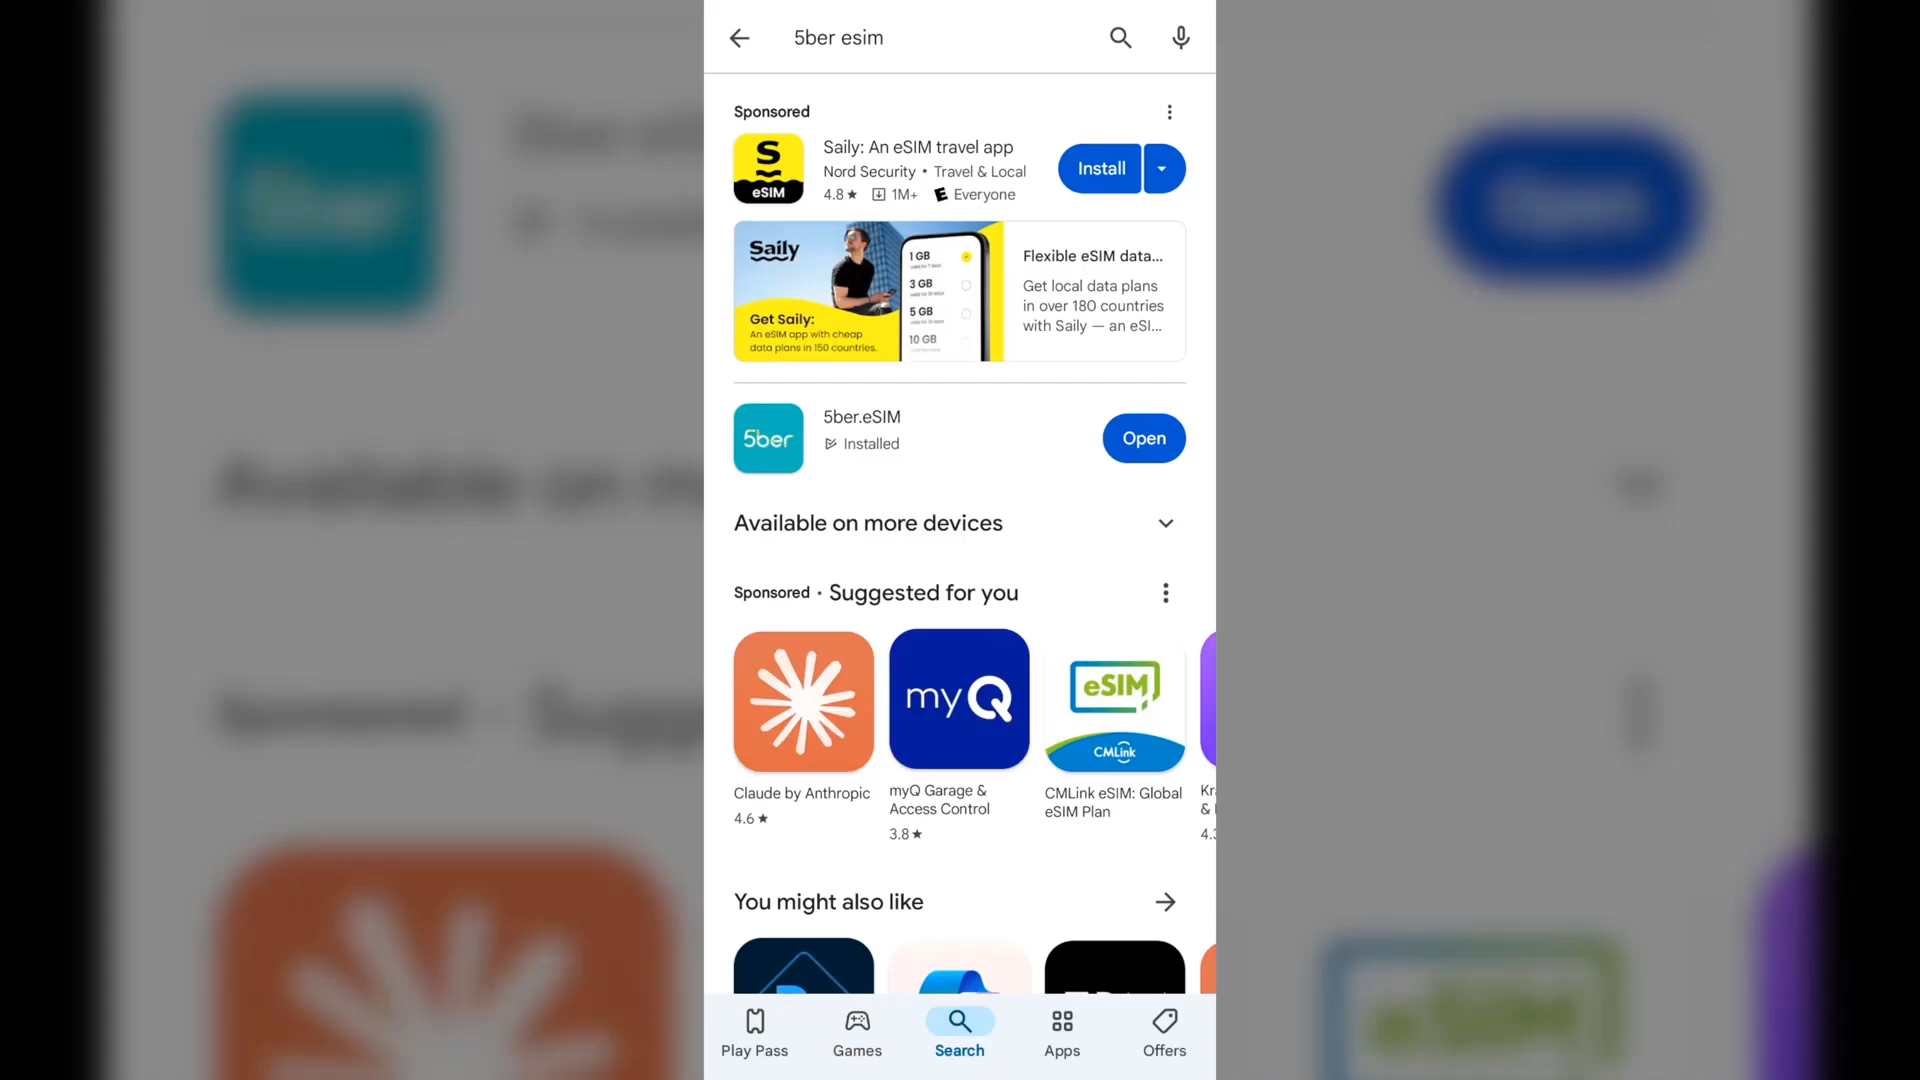 5ber esim
Sponsored
Saily: An eSIM travel app
Nord Security • Travel & Local
4.8★ 1M+ E Everyone
Install
S
eSIM
Saily
Get Saily:
An eSIM app with cheap
data plans in 150 countries.
1 GB
3 GB
5 GB
10 GB
Flexible eSIM data...
Get local data plans
in over 180 countries
with Saily — an eSI...
5ber
5ber.eSIM
Installed
Open
Available on more devices
Sponsored · Suggested for you
myQ
eSIM
CMLink
Claude by Anthropic
4.6★
myQ Garage &
Access Control
3.8★
CMLink eSIM: Global
eSIM Plan
Kr
&
4.3
You might also like
Play Pass
Games
Search
Apps
Offers